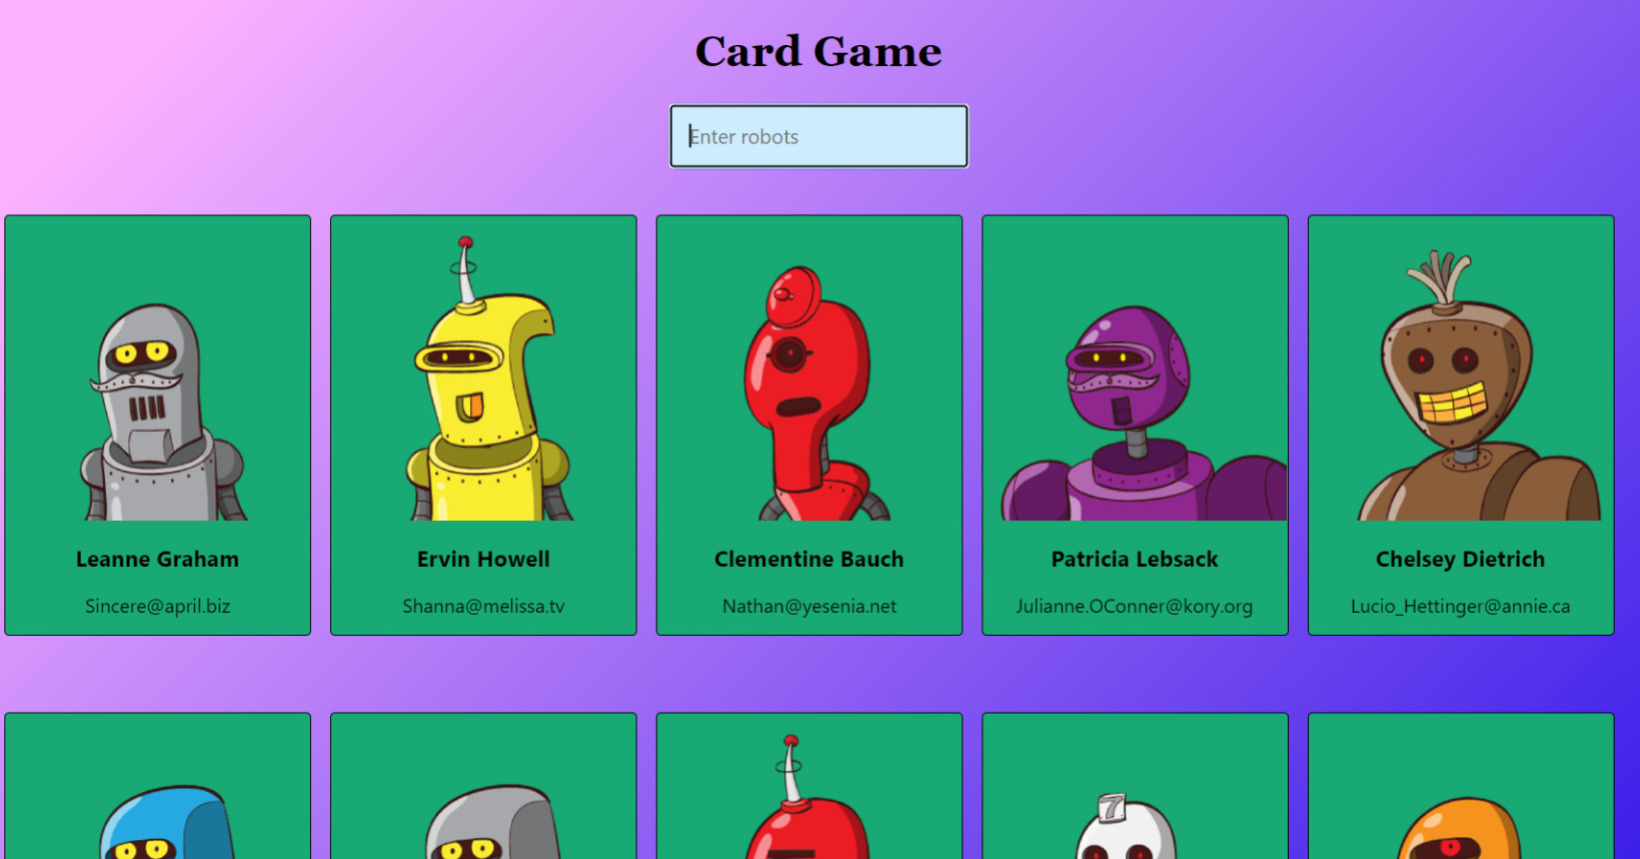 Card Game
Enter robots
Leanne Graham
Sincere@april.biz
Ervin Howell
Shanna@melissa.tv
Clementine Bauch
Nathan@yesenia.net
Patricia Lebsack
Julianne.OConner@kory.org
Chelsey Dietrich
Lucio_Hettinger@annie.ca
7